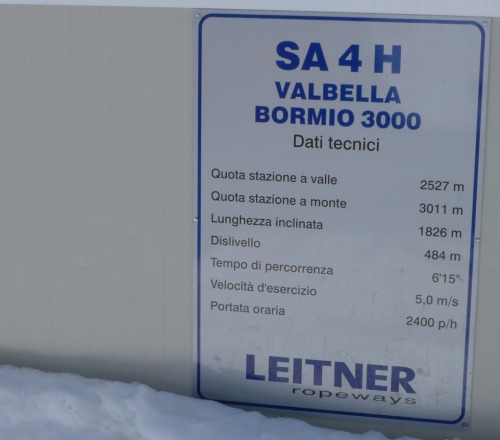 SA 4 H
VALBELLA
BORMIO 3000
Dati tecnici
Quota stazione a valle 2527 m
Quota stazione a monte 3011 m
Lunghezza inclinata 1826 m
Dislivello 484 m
Tempo di percorrenza 6'15"
Velocità d'esercizio 5,0 m/s
Portata oraria 2400 p/h
LEITNER
ropeways